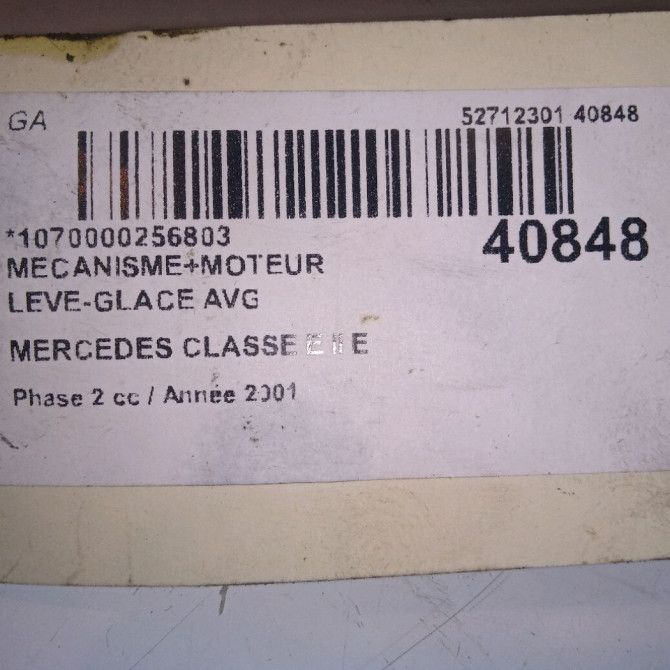 GA
52712301 40848
*1070000256803
40848
MECANISME+MOTEUR
LEVE-GLACE AVG
MERCEDES CLASSE E II E
Phase 2 cc / Année 2001